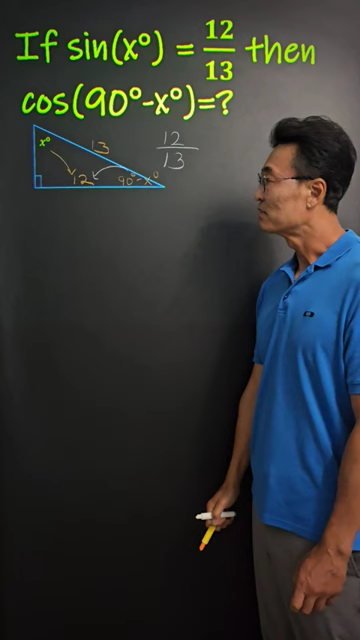 If sin(x°) = 12/13 then
cos(90°-x°)=?
x°
13
12
90°-x°
12
13